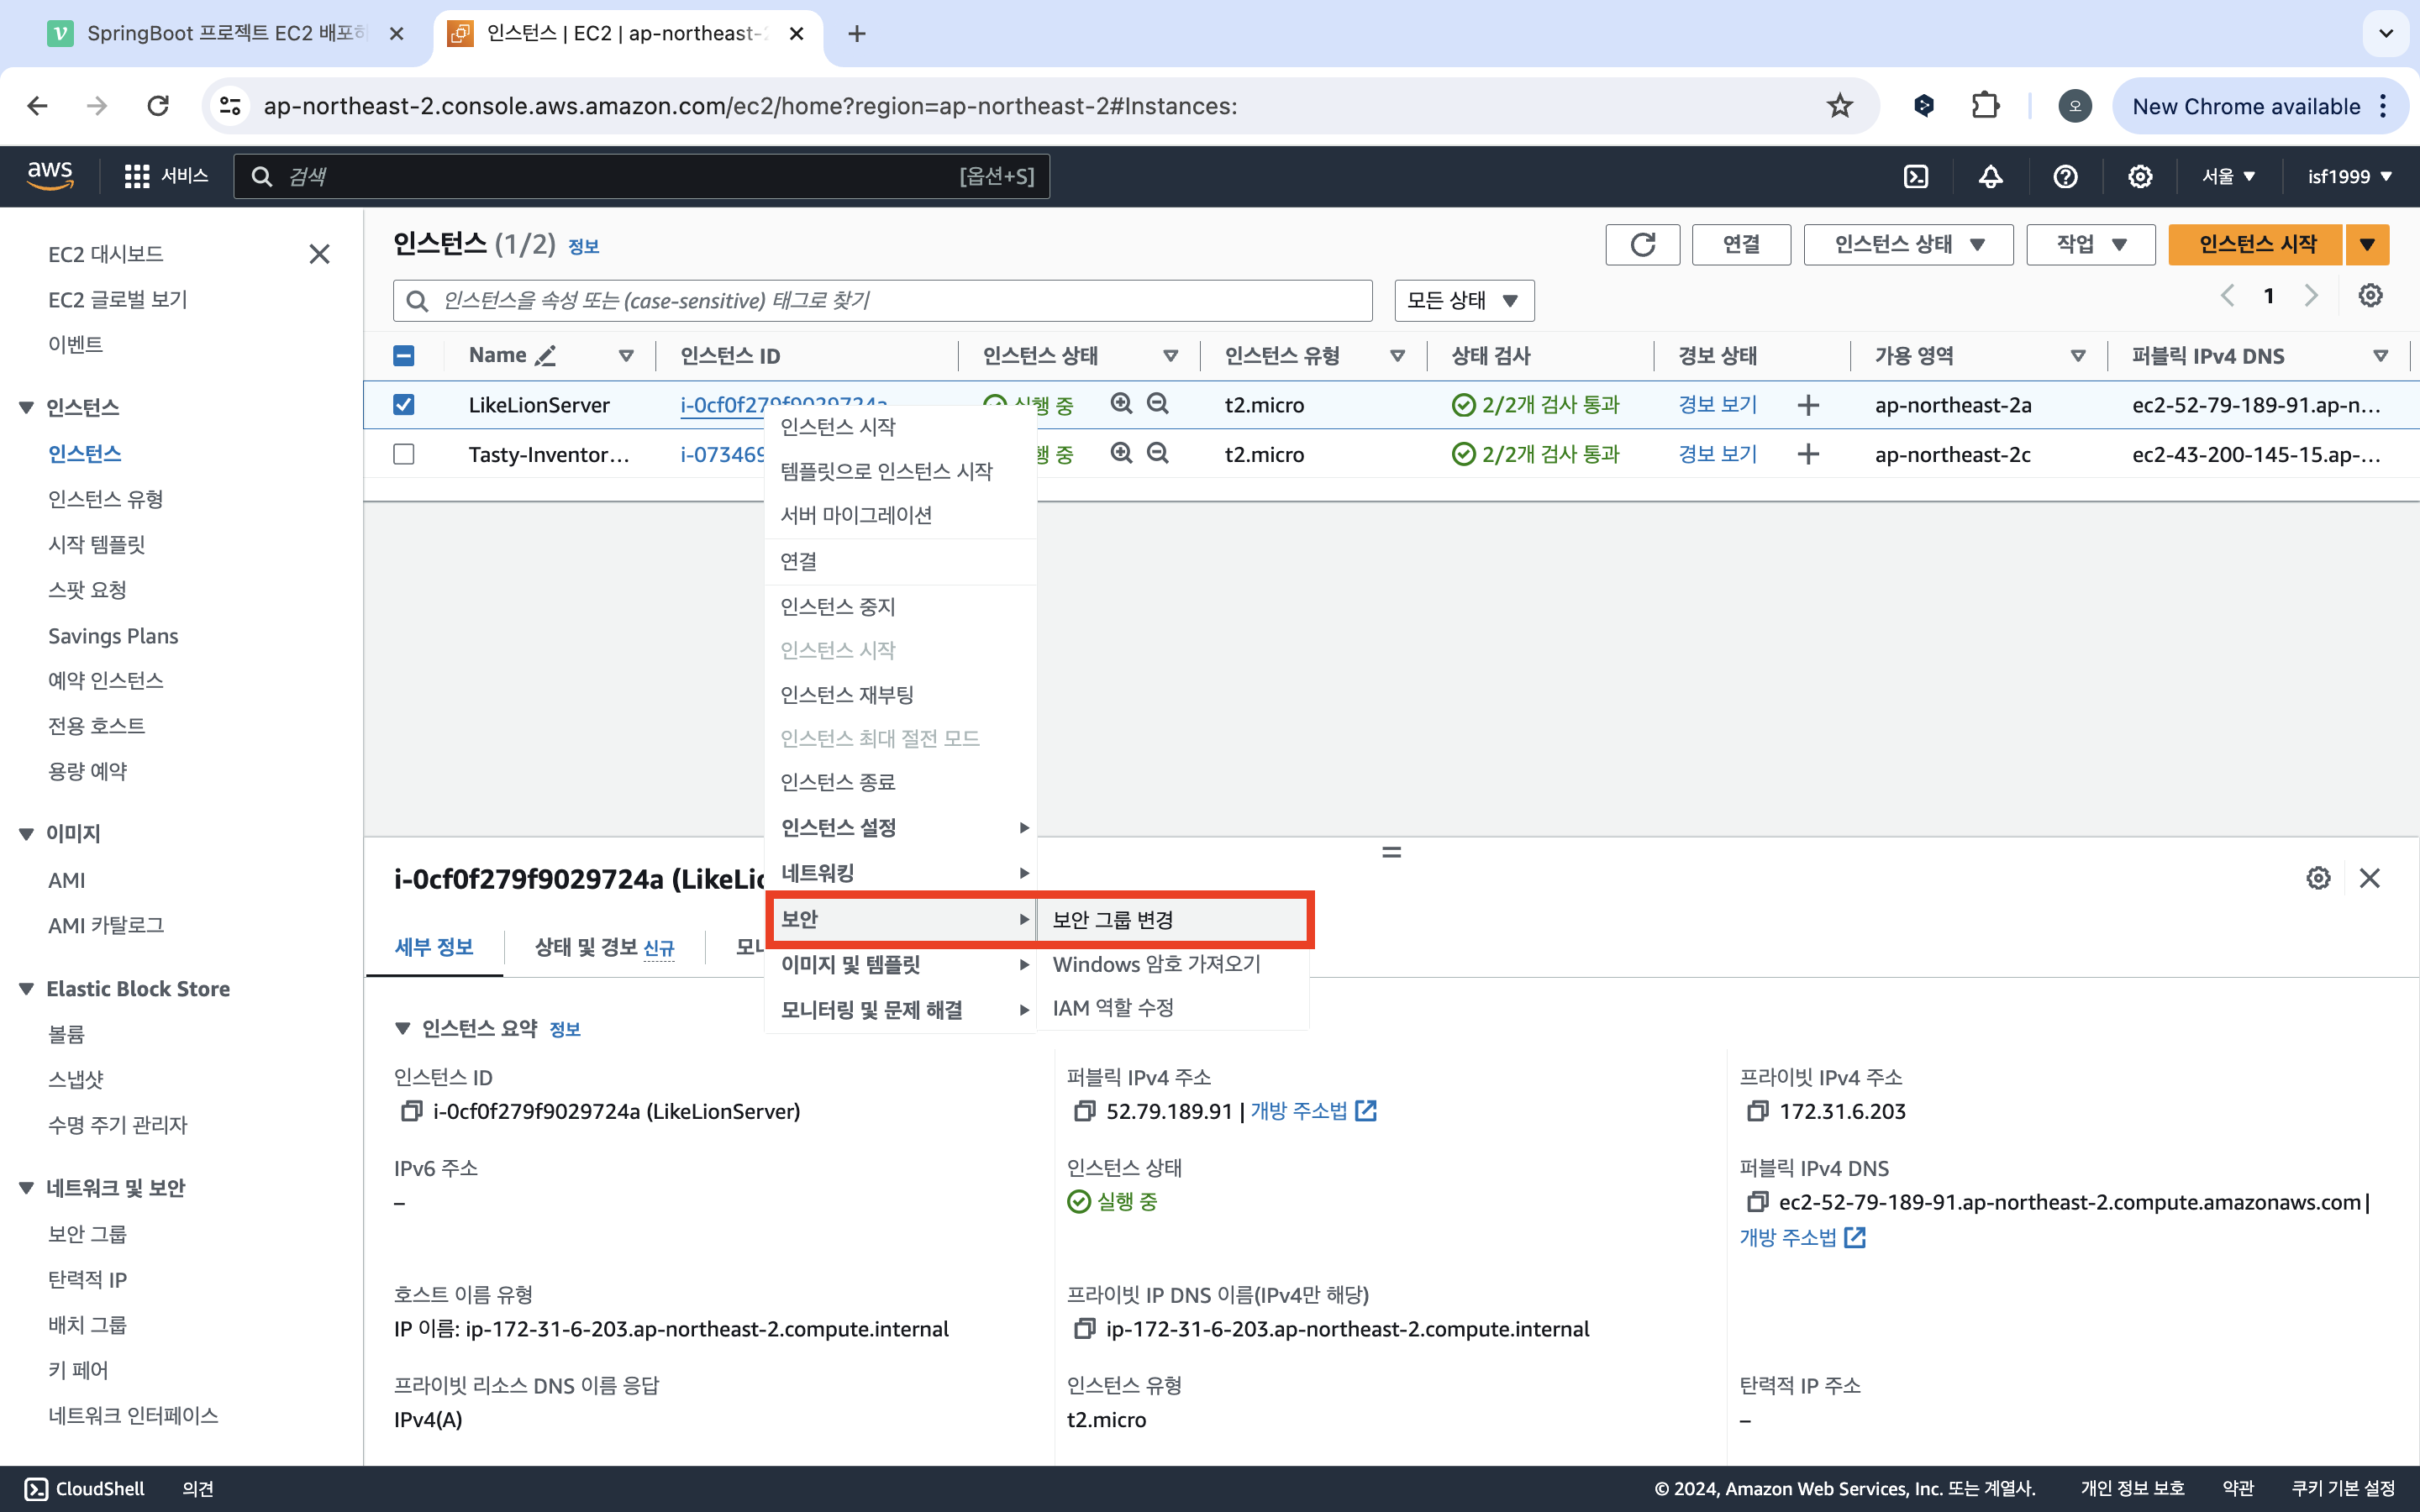 SpringBoot 프로젝트 EC2 배포하
인스턴스 | EC2 | ap-northeast-2
ap-northeast-2.console.aws.amazon.com/ec2/home?region=ap-northeast-2#Instances:
오
New Chrome available
aws
서비스
검색
[옵션+S]
서울
isf1999
EC2 대시보드
EC2 글로벌 보기
이벤트
인스턴스
인스턴스
인스턴스 유형
시작 템플릿
스팟 요청
Savings Plans
예약 인스턴스
전용 호스트
용량 예약
이미지
AMI
AMI 카탈로그
Elastic Block Store
볼륨
스냅샷
수명 주기 관리자
네트워크 및 보안
보안 그룹
탄력적 IP
배치 그룹
키 페어
네트워크 인터페이스
인스턴스 (1/2) 정보
연결
인스턴스 상태
작업
인스턴스 시작
인스턴스을 속성 또는 (case-sensitive) 태그로 찾기
모든 상태
1
Name 인스턴스 ID 인스턴스 상태 인스턴스 유형 상태 검사 경보 상태 가용 영역 퍼블릭 IPv4 DNS
LikeLionServer i-0cf0f279f9029724a 실행 중 t2.micro 2/2개 검사 통과 경보 보기 ap-northeast-2a ec2-52-79-189-91.ap-n...
Tasty-Inventor... i-073469 행 중 t2.micro 2/2개 검사 통과 경보 보기 ap-northeast-2c ec2-43-200-145-15.ap-...
인스턴스 시작
템플릿으로 인스턴스 시작
서버 마이그레이션
연결
인스턴스 중지
인스턴스 시작
인스턴스 재부팅
인스턴스 최대 절전 모드
인스턴스 종료
인스턴스 설정
네트워킹
보안
이미지 및 템플릿
모니터링 및 문제 해결
보안 그룹 변경
Windows 암호 가져오기
IAM 역할 수정
i-0cf0f279f9029724a (LikeLio
세부 정보
상태 및 경보 신규
모니
인스턴스 요약 정보
인스턴스 ID
i-0cf0f279f9029724a (LikeLionServer)
퍼블릭 IPv4 주소
52.79.189.91 | 개방 주소법
프라이빗 IPv4 주소
172.31.6.203
IPv6 주소
–
인스턴스 상태
실행 중
퍼블릭 IPv4 DNS
ec2-52-79-189-91.ap-northeast-2.compute.amazonaws.com |
개방 주소법
호스트 이름 유형
IP 이름: ip-172-31-6-203.ap-northeast-2.compute.internal
프라이빗 IP DNS 이름(IPv4만 해당)
ip-172-31-6-203.ap-northeast-2.compute.internal
프라이빗 리소스 DNS 이름 응답
IPv4(A)
인스턴스 유형
t2.micro
탄력적 IP 주소
–
CloudShell
의견
© 2024, Amazon Web Services, Inc. 또는 계열사.
개인 정보 보호
약관
쿠키 기본 설정